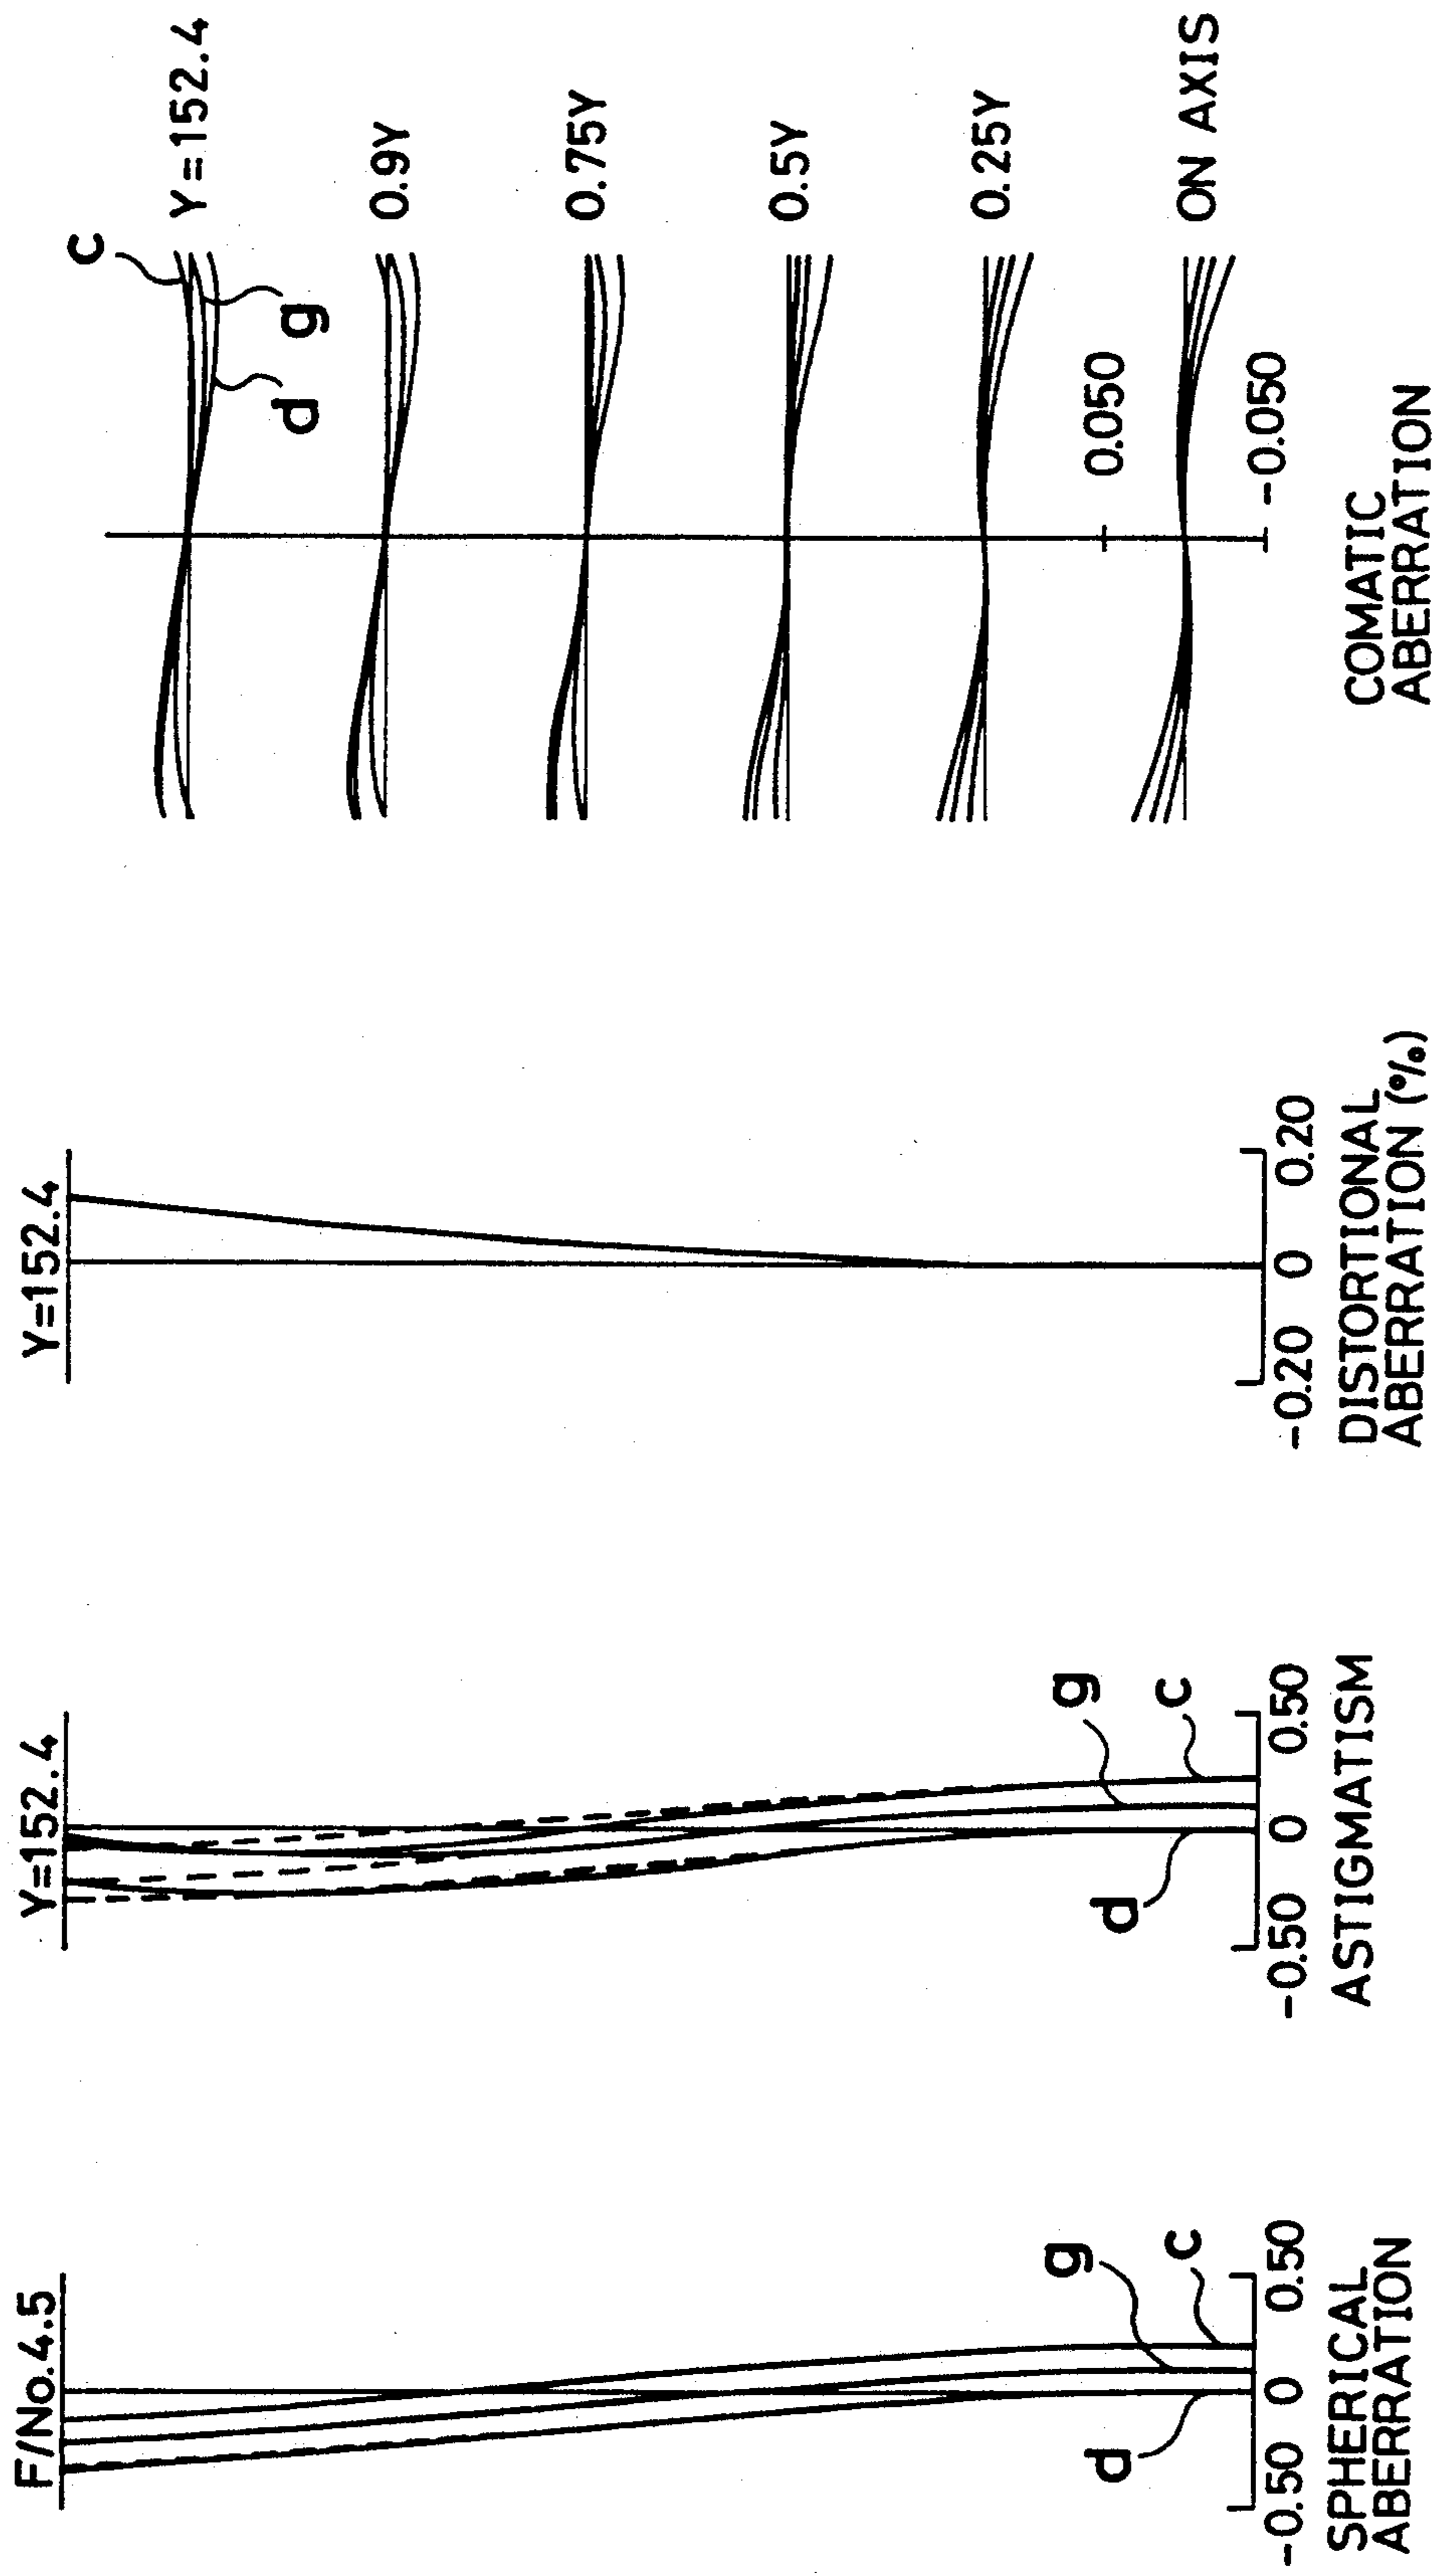 F/No.4.5
g
c
d
-0.50 0 0.50
SPHERICAL
ABERRATION
Y=152.4
g
c
d
-0.50 0 0.50
ASTIGMATISM
Y=152.4
-0.20 0 0.20
DISTORTIONAL
ABERRATION (%)
c
g
d
Y=152.4
0.9Y
0.75Y
0.5Y
0.25Y
0.050
ON AXIS
-0.050
COMATIC
ABERRATION